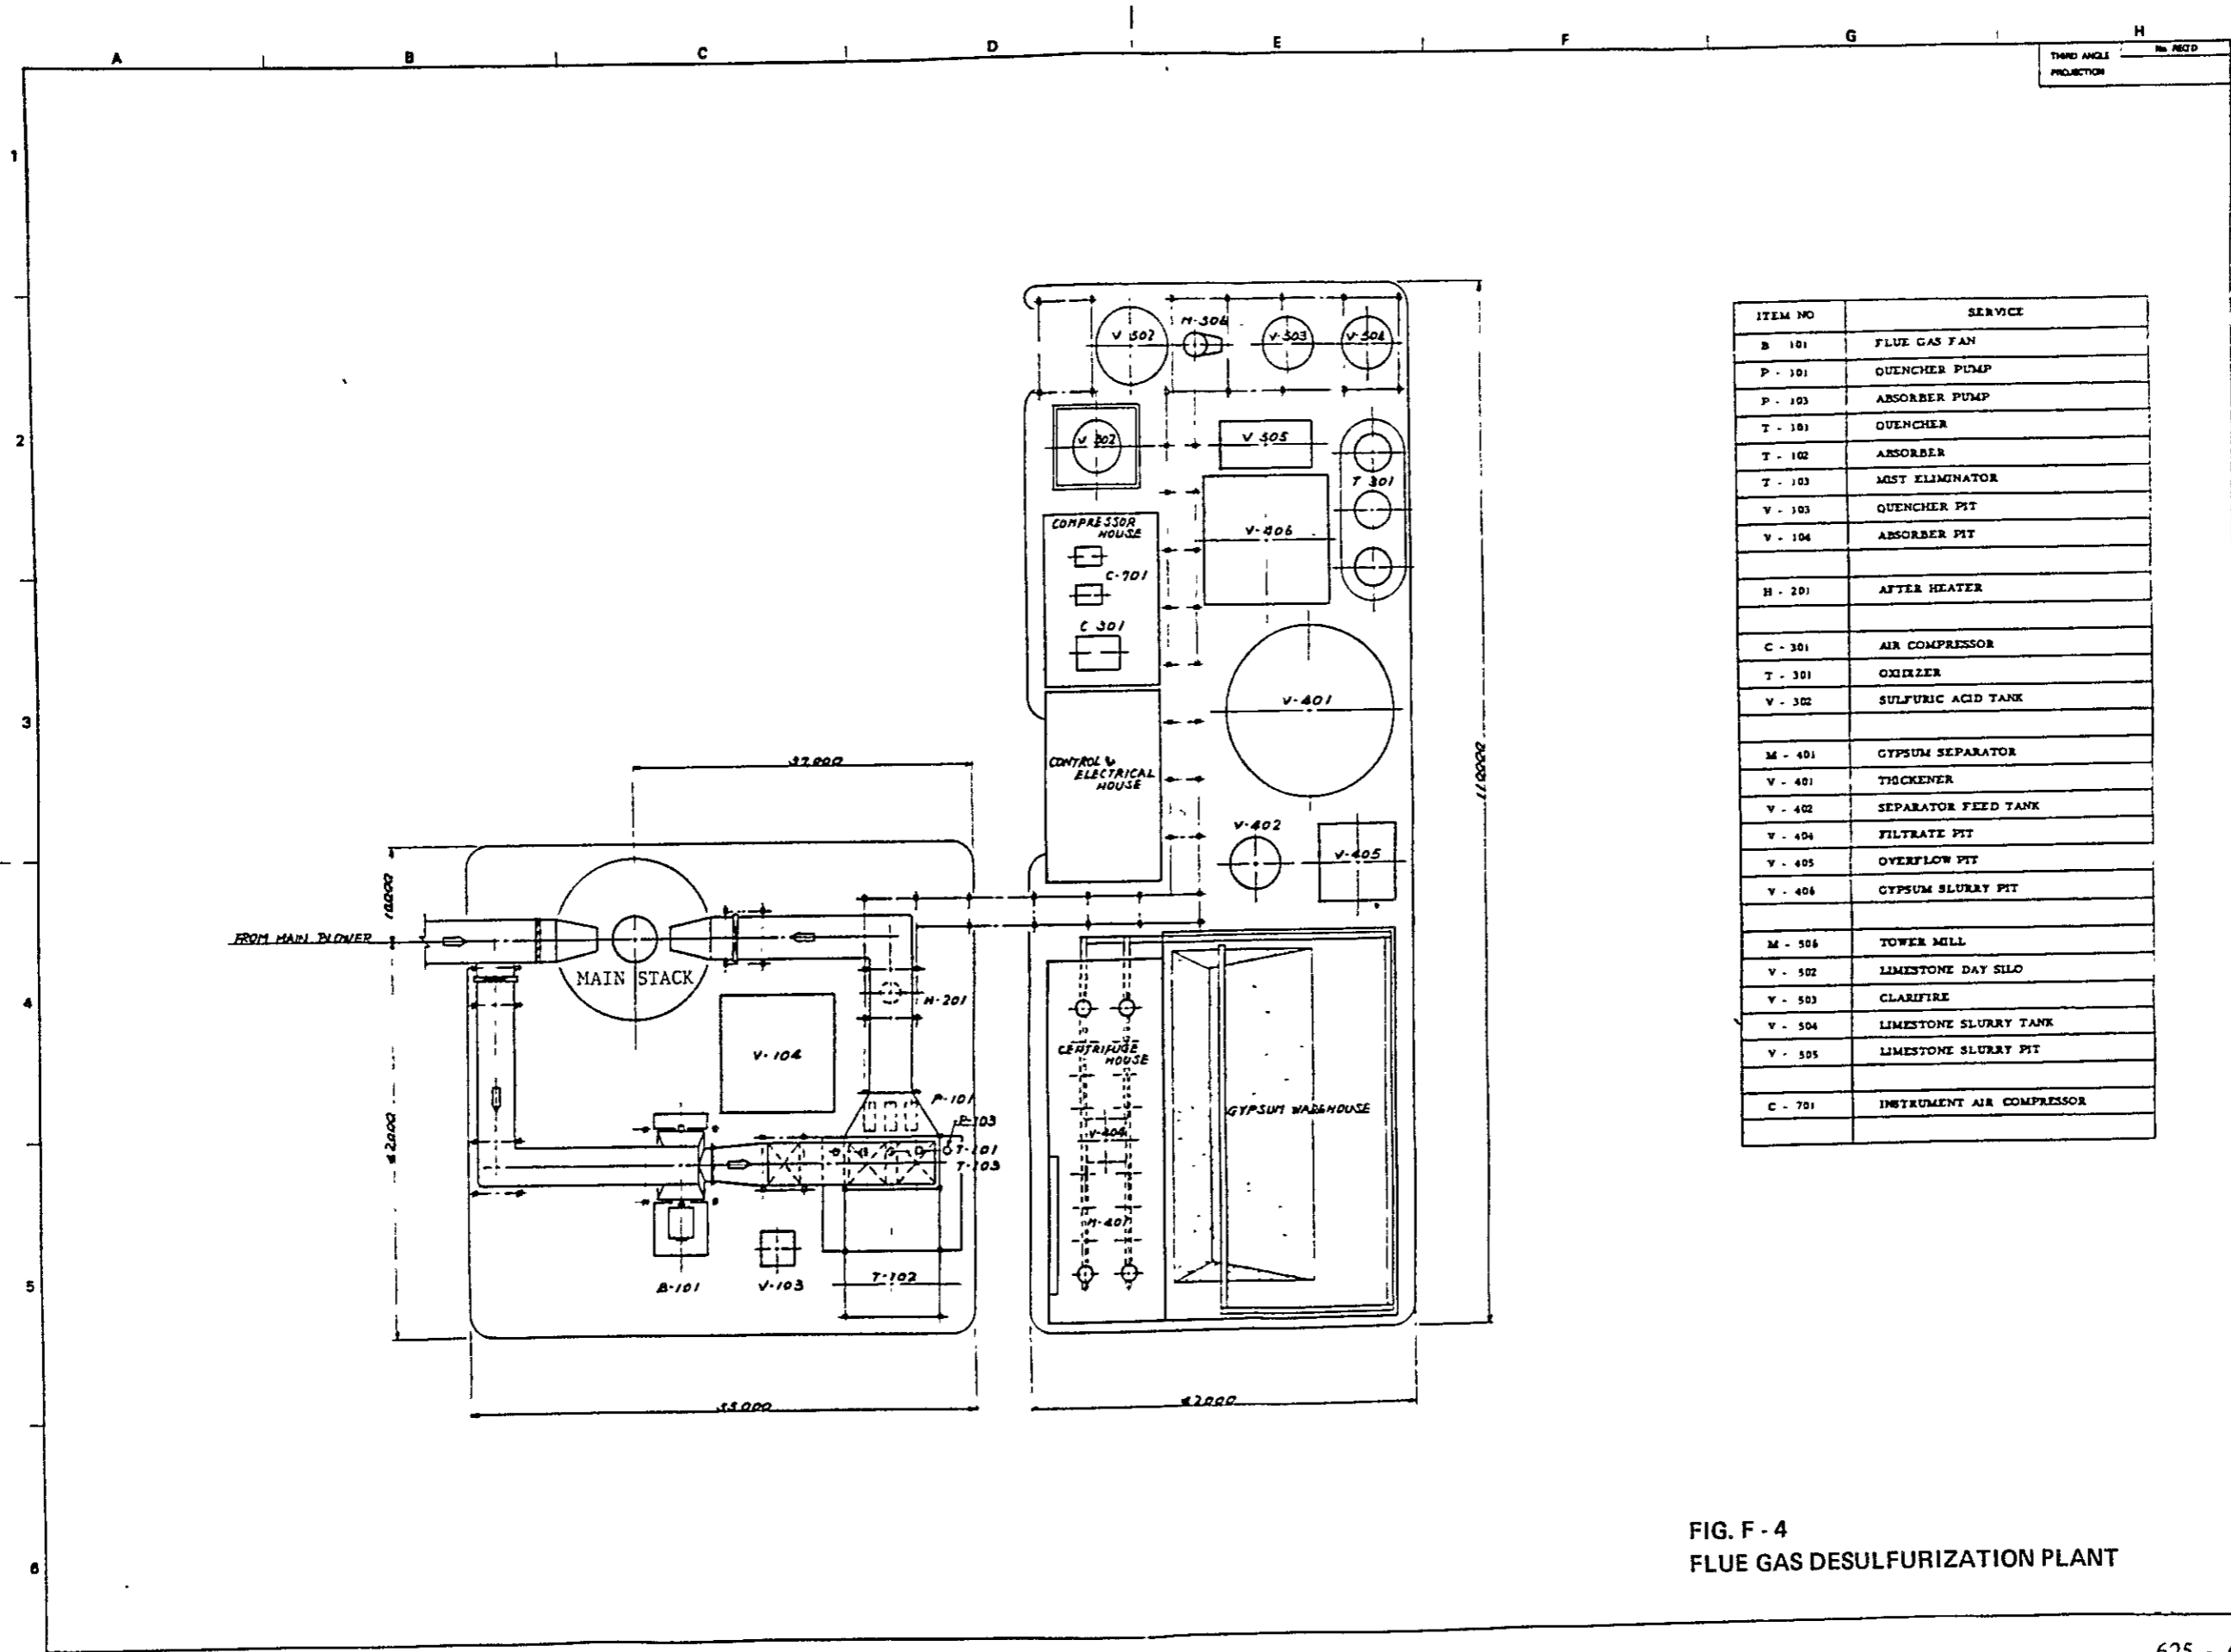 A B C D E F G H
THIRD ANGLE
PROJECTION
No. REQ'D
1
2
3
4
5
6
V 502
M-506
V-503
V-504
V 302
V 505
T 301
COMPRESSOR
HOUSE
C-701
C 301
V-406
V-401
CONTROL &
ELECTRICAL
HOUSE
V-402
V-405
37000
110000
18000
FROM MAIN BLOWER
MAIN STACK
H-201
V-104
42000
P-101
P-103
T-101
T-103
B-101
V-103
T-102
CENTRIFUGE
HOUSE
V-404
M-401
GYPSUM WAREHOUSE
55000
42000
ITEM NO SERVICE
B 101 FLUE GAS FAN
P - 101 QUENCHER PUMP
P - 103 ABSORBER PUMP
T - 101 QUENCHER
T - 102 ABSORBER
T - 103 MIST ELIMINATOR
V - 103 QUENCHER PIT
V - 104 ABSORBER PIT
H - 201 AFTER HEATER
C - 301 AIR COMPRESSOR
T - 301 OXIDIZER
V - 302 SULFURIC ACID TANK
M - 401 GYPSUM SEPARATOR
V - 401 THICKENER
V - 402 SEPARATOR FEED TANK
V - 404 FILTRATE PIT
V - 405 OVERFLOW PIT
V - 406 GYPSUM SLURRY PIT
M - 506 TOWER MILL
V - 502 LIMESTONE DAY SILO
V - 503 CLARIFIRE
V - 504 LIMESTONE SLURRY TANK
V - 505 LIMESTONE SLURRY PIT
C - 701 INSTRUMENT AIR COMPRESSOR
FIG. F - 4
FLUE GAS DESULFURIZATION PLANT